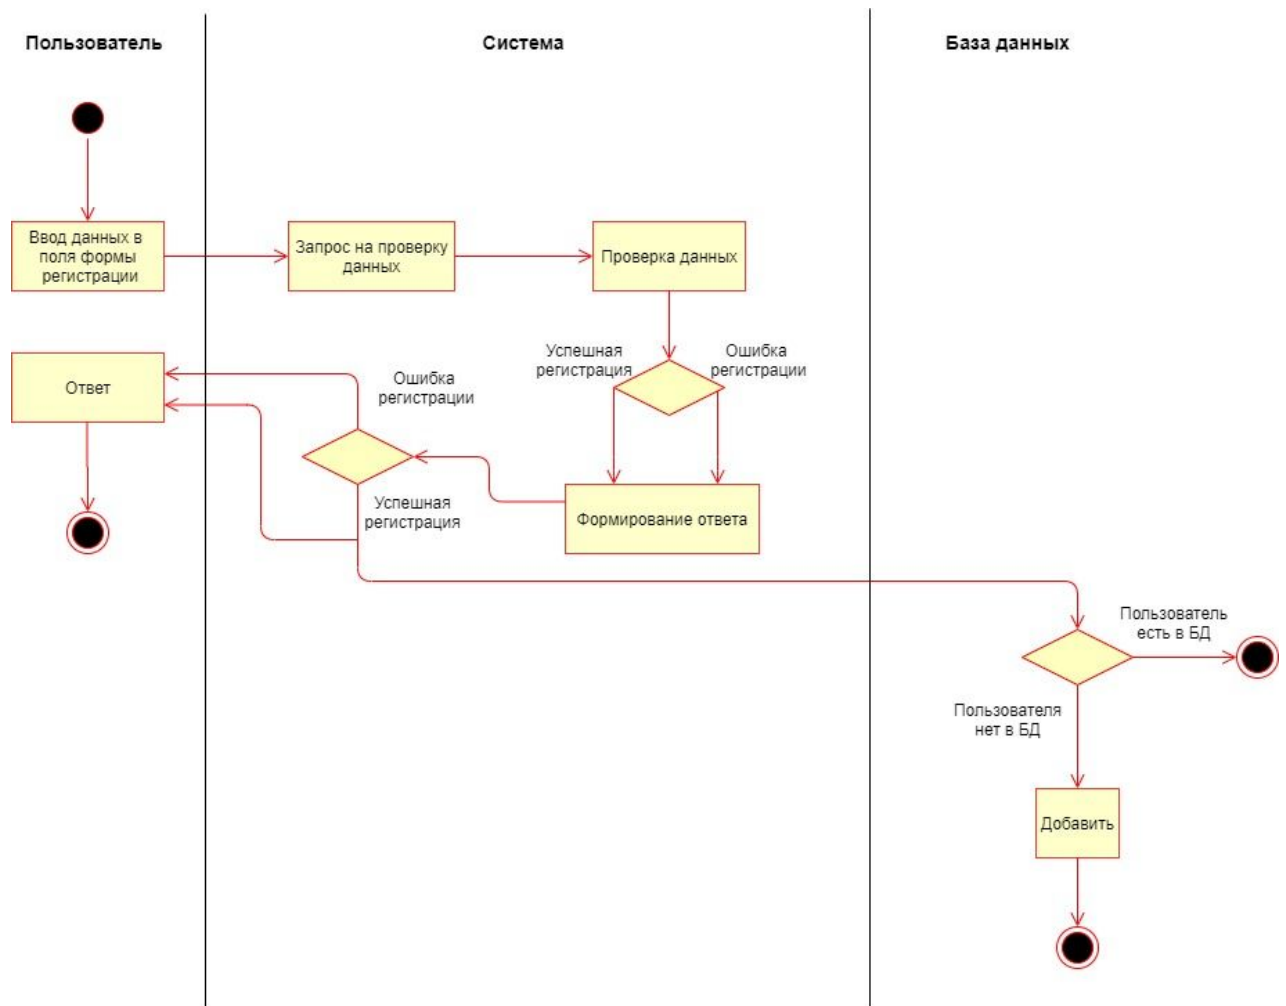 Пользователь
Система
База данных
Ввод данных в
поля формы
регистрации
Запрос на проверку
данных
Проверка данных
Успешная
регистрация
Ошибка
регистрации
Ответ
Ошибка
регистрации
Успешная
регистрация
Формирование ответа
Пользователь
есть в БД
Пользователя
нет в БД
Добавить